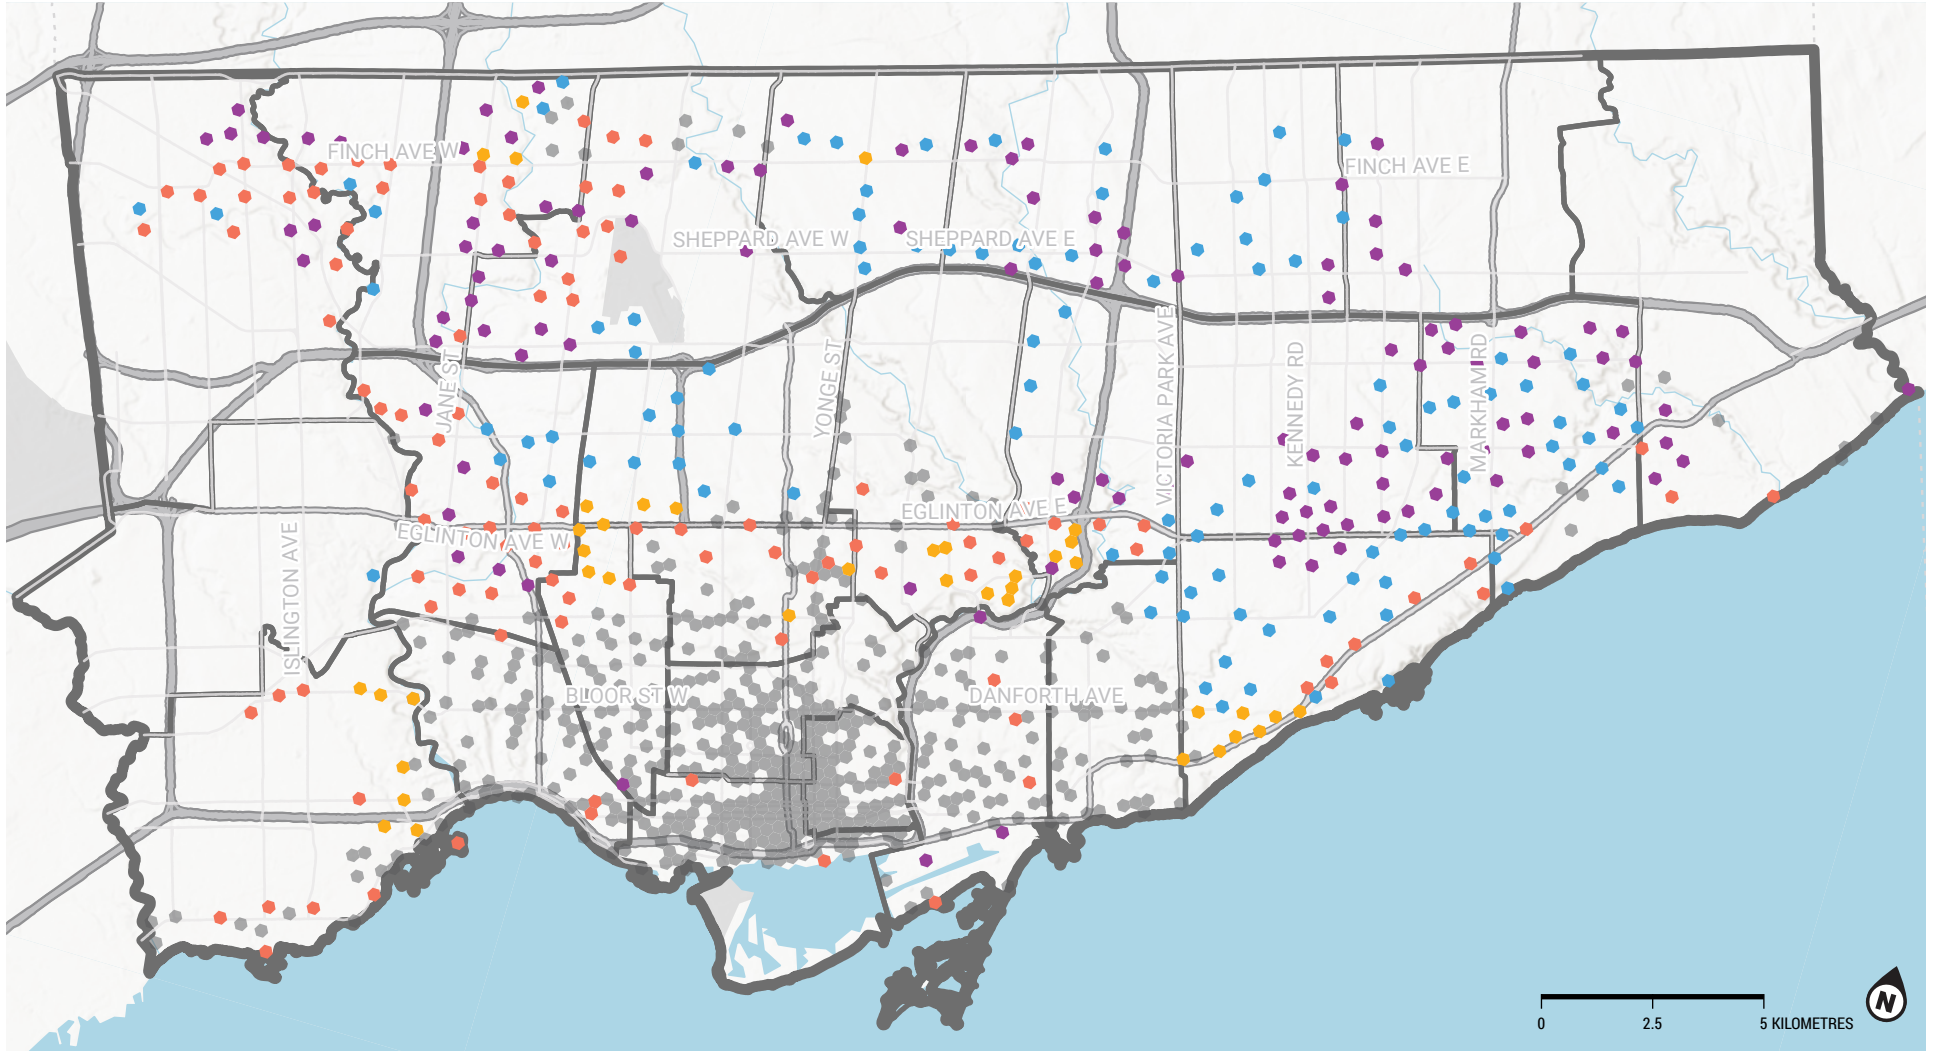 FINCH AVE W
FINCH AVE E
SHEPPARD AVE W
SHEPPARD AVE E
JANE ST
YONGE ST
VICTORIA PARK AVE
KENNEDY RD
MARKHAM RD
EGLINTON AVE W
EGLINTON AVE E
ISLINGTON AVE
BLOOR ST W
DANFORTH AVE
0 2.5 5 KILOMETRES
N